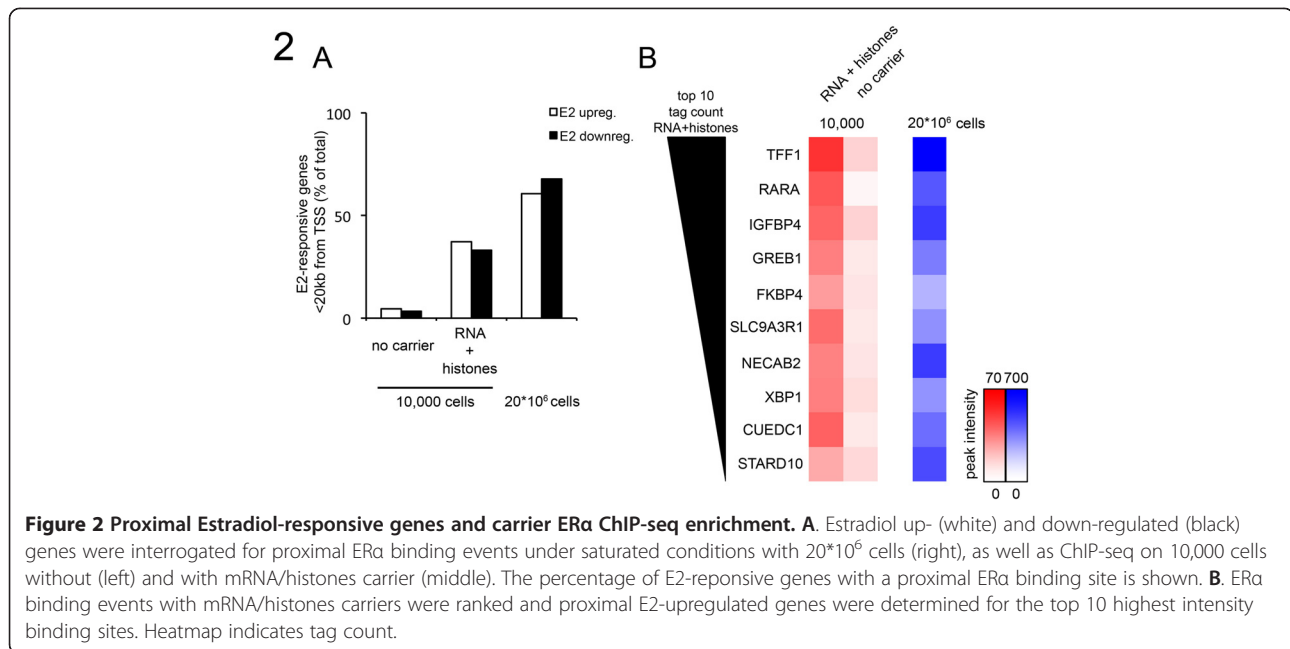 2
A
E2-responsive genes
<20kb from TSS (% of total)
100
50
0
E2 upreg.
E2 downreg.
no carrier
RNA
+
histones
10,000 cells
20*10⁶ cells
B
top 10
tag count
RNA+histones
RNA + histones
no carrier
10,000
20*10⁶ cells
TFF1
RARA
IGFBP4
GREB1
FKBP4
SLC9A3R1
NECAB2
XBP1
CUEDC1
STARD10
peak intensity
70 700
0 0
Figure 2 Proximal Estradiol-responsive genes and carrier ERα ChIP-seq enrichment. A. Estradiol up- (white) and down-regulated (black)
genes were interrogated for proximal ERα binding events under saturated conditions with 20*10⁶ cells (right), as well as ChIP-seq on 10,000 cells
without (left) and with mRNA/histones carrier (middle). The percentage of E2-reponsive genes with a proximal ERα binding site is shown. B. ERα
binding events with mRNA/histones carriers were ranked and proximal E2-upregulated genes were determined for the top 10 highest intensity
binding sites. Heatmap indicates tag count.